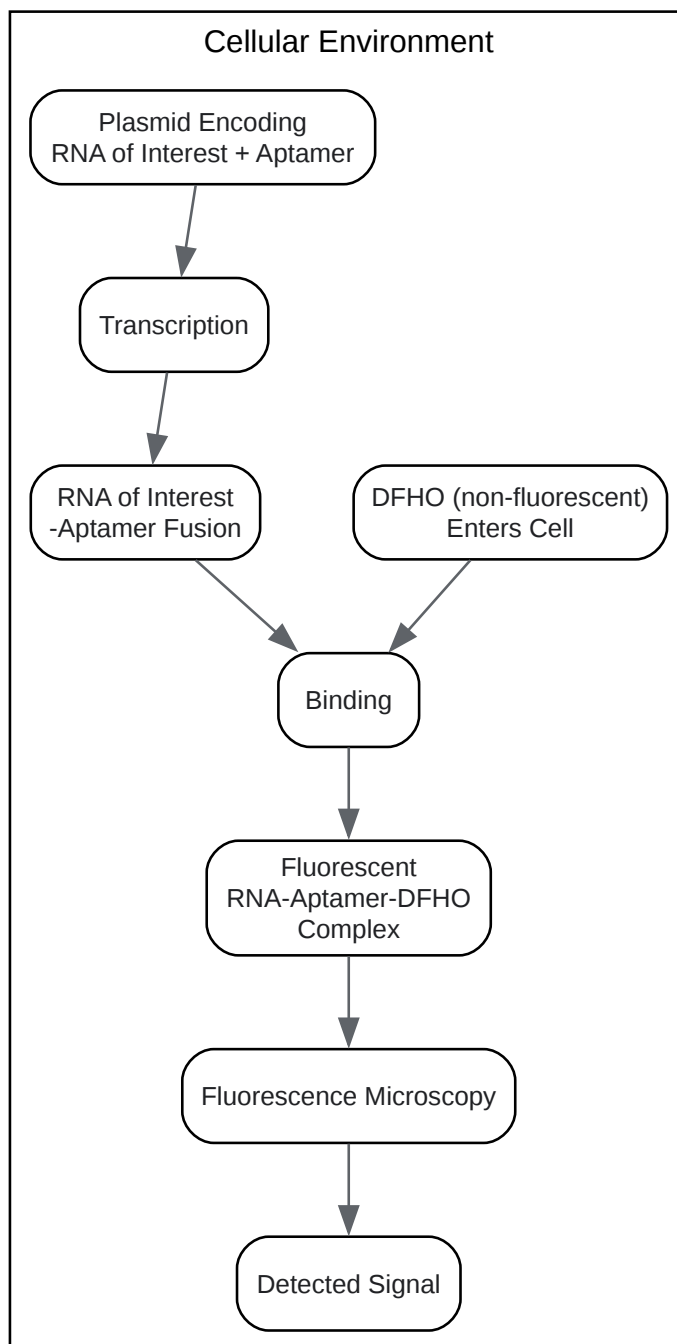 Cellular Environment
Plasmid Encoding
RNA of Interest + Aptamer
Transcription
RNA of Interest
-Aptamer Fusion
DFHO (non-fluorescent)
Enters Cell
Binding
Fluorescent
RNA-Aptamer-DFHO
Complex
Fluorescence Microscopy
Detected Signal